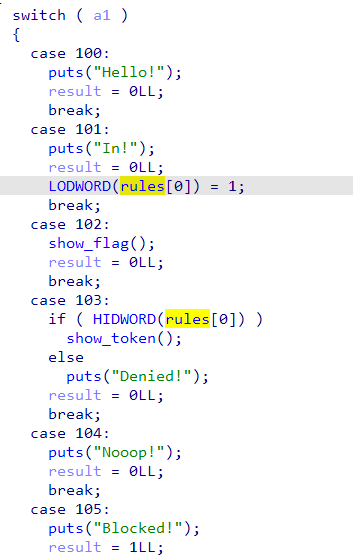 switch ( a1 )
{
case 100:
puts("Hello!");
result = 0LL;
break;
case 101:
puts("In!");
result = 0LL;
LODWORD(rules[0]) = 1;
break;
case 102:
show_flag();
result = 0LL;
break;
case 103:
if ( HIDWORD(rules[0]) )
show_token();
else
puts("Denied!");
result = 0LL;
break;
case 104:
puts("Nooop!");
result = 0LL;
break;
case 105:
puts("Blocked!");
result = 1LL;